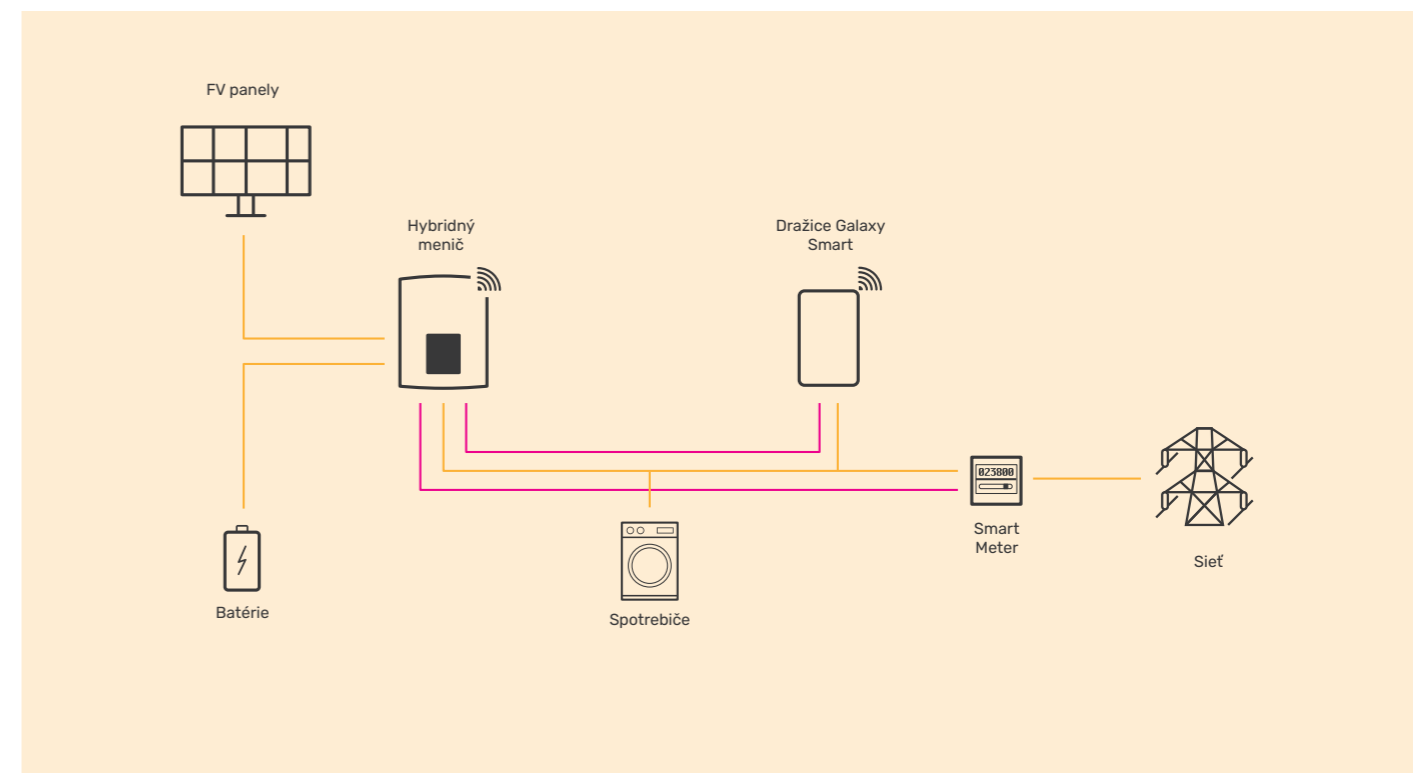 FV panely
Hybridný
menič
Dražice Galaxy
Smart
023800
Smart
Meter
Sieť
Batérie
Spotrebiče